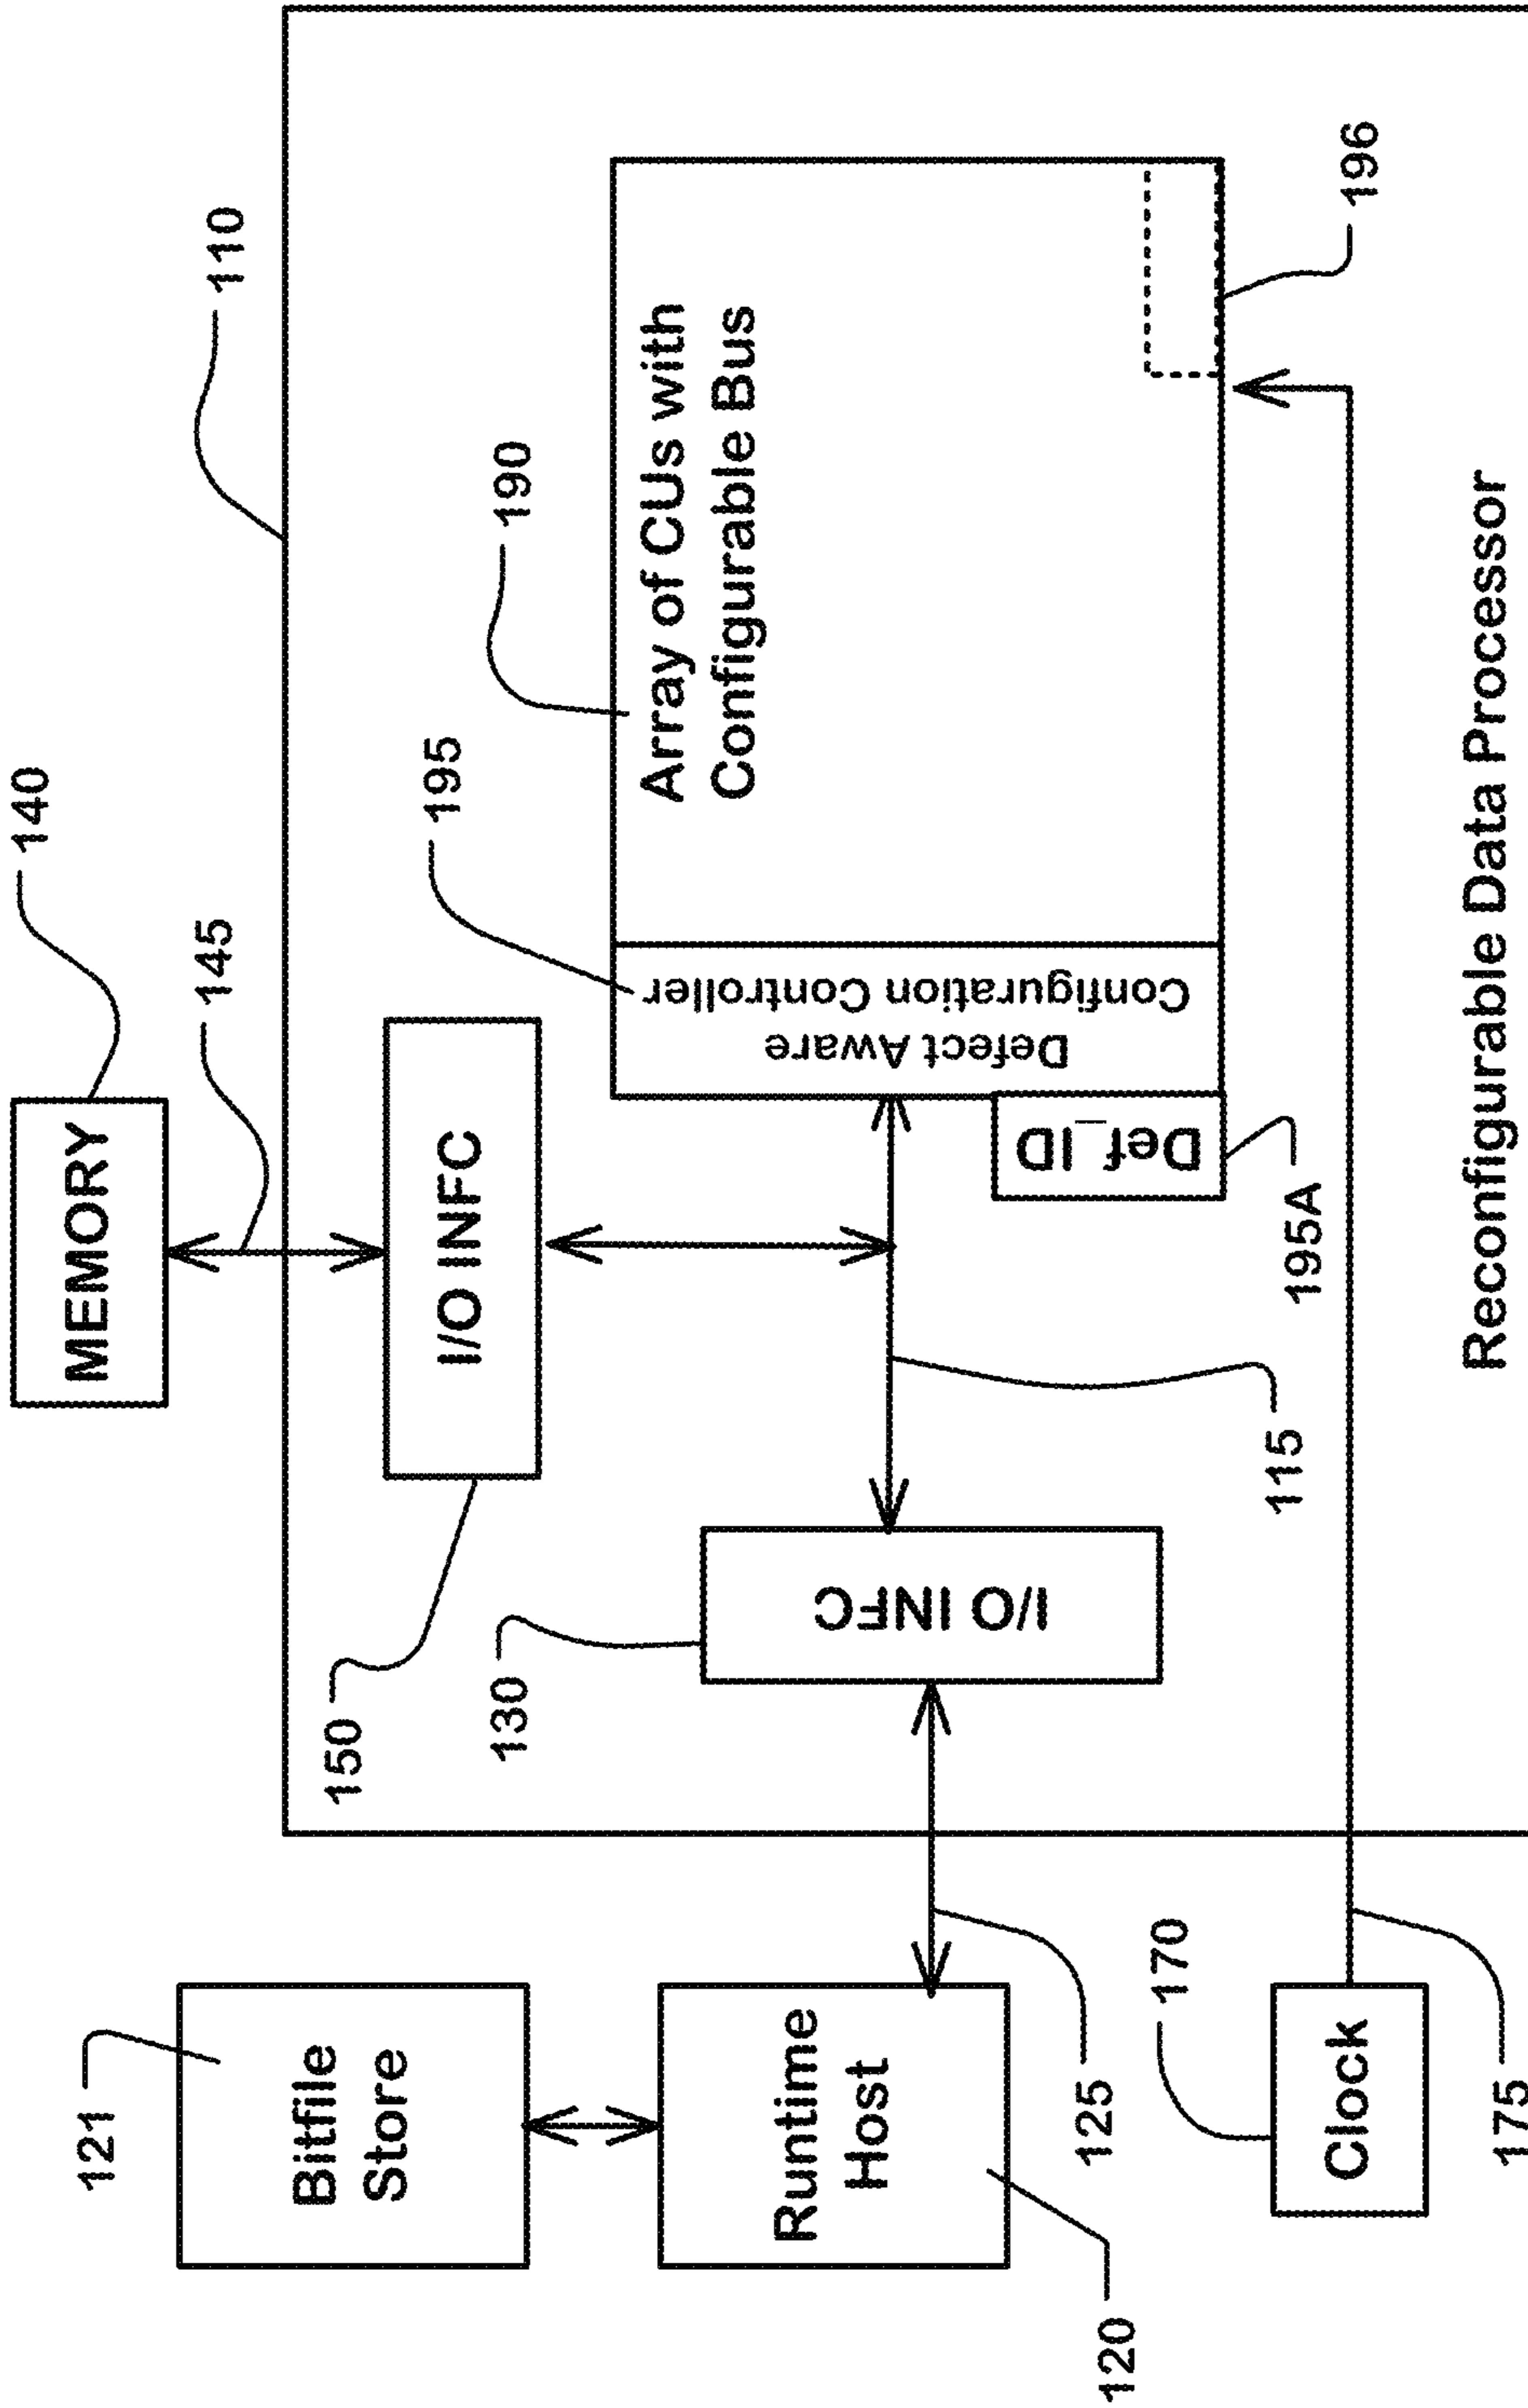 140
MEMORY
145
110
121
Bitfile
Store
150
I/O INFC
195
190
Array of CUs with
Configurable Bus
130
I/O INFC
Defect Aware
Configuration Controller
Def_ID
Runtime
Host
120
125
115
195A
196
170
Clock
175
Reconfigurable Data Processor